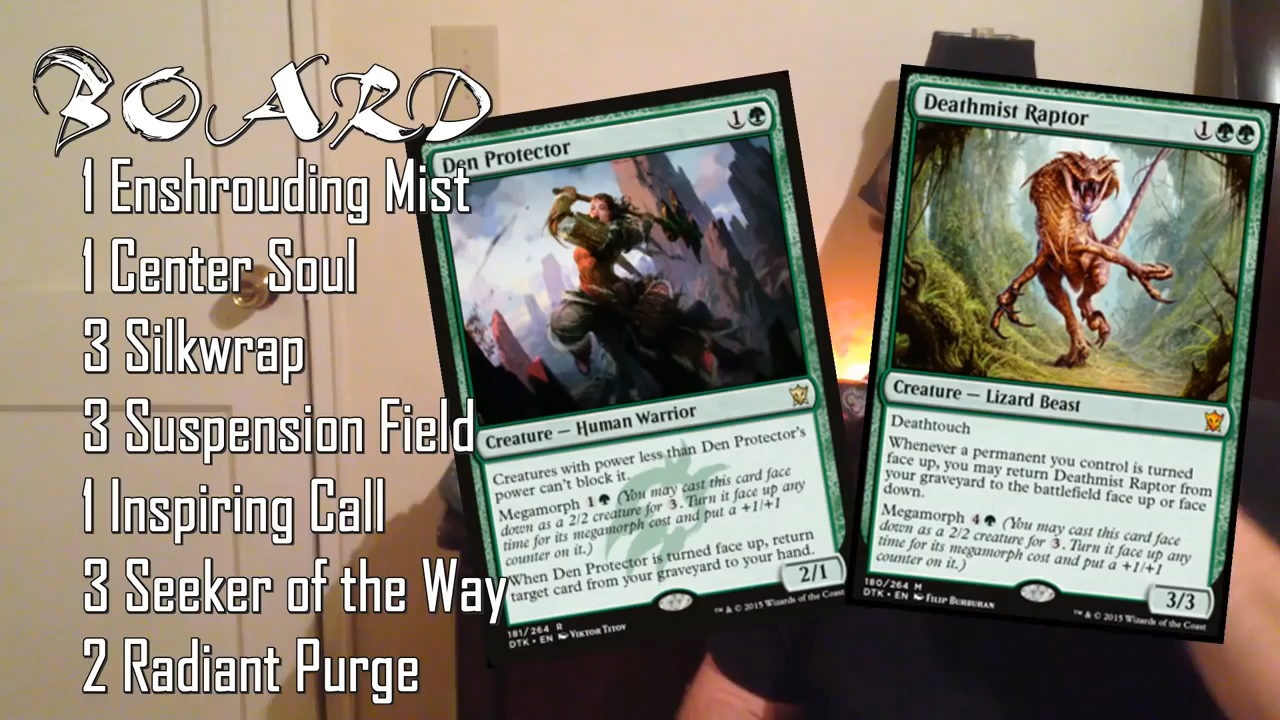 BOARD
1 Enshrouding Mist
1 Center Soul
3 Silkwrap
3 Suspension Field
1 Inspiring Call
3 Seeker of the Way
2 Radiant Purge
Den Protector 1
Creature — Human Warrior
Creatures with power less than Den Protector's
power can't block it.
Megamorph 1 (You may cast this card face
down as a 2/2 creature for 3. Turn it face up any
time for its megamorph cost and put a +1/+1
counter on it.)
When Den Protector is turned face up, return
target card from your graveyard to your hand.
2/1
181/264 R
DTK • EN Viktor Titov
™ & © 2015 Wizards of the Coast
Deathmist Raptor 1
Creature — Lizard Beast
Deathtouch
Whenever a permanent you control is turned
face up, you may return Deathmist Raptor from
your graveyard to the battlefield face up or face
down.
Megamorph 4 (You may cast this card face
down as a 2/2 creature for 3. Turn it face up any
time for its megamorph cost and put a +1/+1
counter on it.)
3/3
180/264 M
DTK • EN Filip Burburan
™ & © 2015 Wizards of the Coast